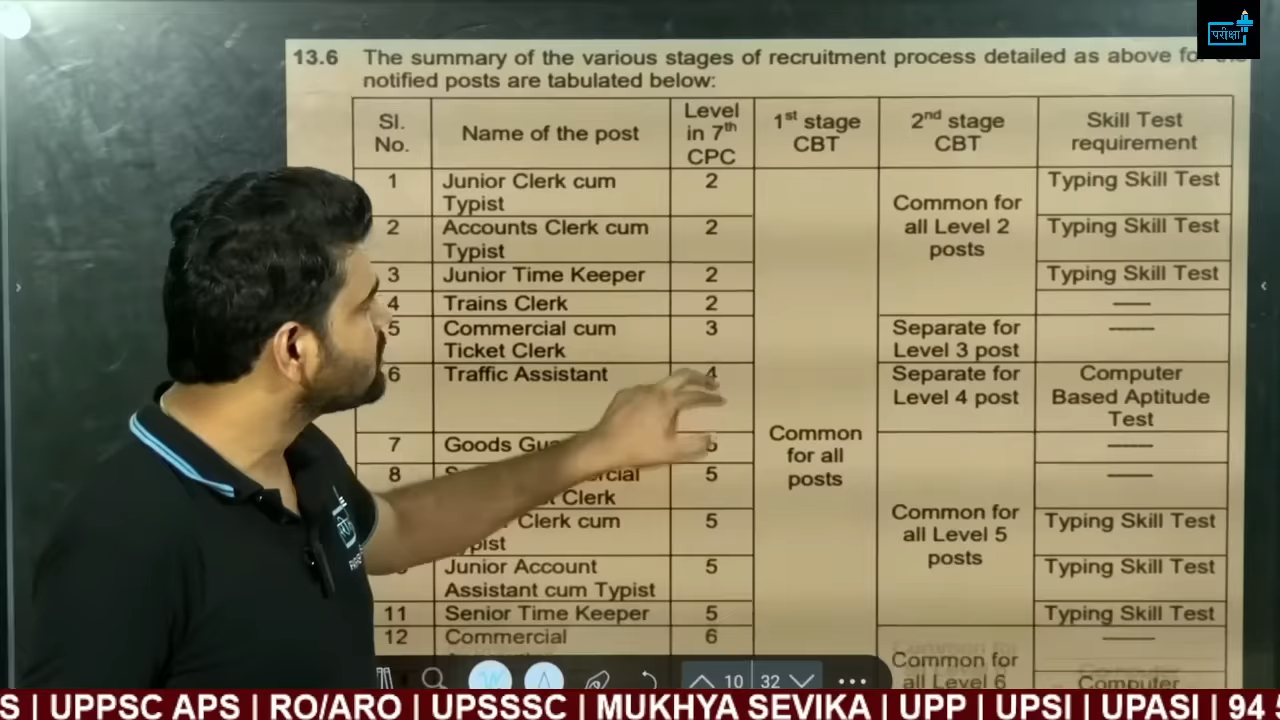 परीक्षा
13.6 The summary of the various stages of recruitment process detailed as above for
notified posts are tabulated below:
Sl. No. Name of the post Level in 7th CPC 1st stage CBT 2nd stage CBT Skill Test requirement
1 Junior Clerk cum Typist 2 Typing Skill Test
2 Accounts Clerk cum Typist 2 Typing Skill Test
3 Junior Time Keeper 2 Typing Skill Test
4 Trains Clerk 2 ——
Common for all Level 2 posts
5 Commercial cum Ticket Clerk 3 Separate for Level 3 post ——
6 Traffic Assistant 4 Separate for Level 4 post Computer Based Aptitude Test
Common for all posts
7 Goods ——
8 Clerk 5 ——
Clerk cum 5 Typing Skill Test
Junior Account Assistant cum Typist 5 Typing Skill Test
11 Senior Time Keeper 5 Typing Skill Test
Common for all Level 5 posts
12 Commercial 6 ——
Common for all Level 6
Computer
10 32
S | UPPSC APS | RO/ARO | UPSSSC | MUKHYA SEVIKA | UPP | UPSI | UPASI | 94